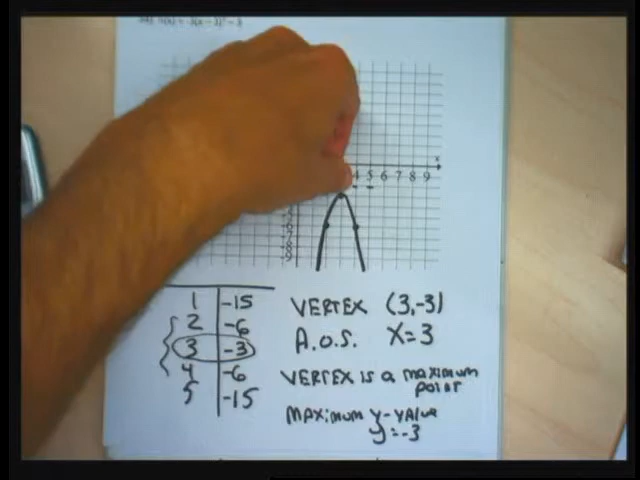 x
4 5 6 7 8 9
1 -15
2 -6
3 -3
4 -6
5 -15
VERTEX (3,-3)
A.O.S. X=3
VERTEX IS A MAXIMUM
POINT
MAXIMUM Y-VALUE
y=-3